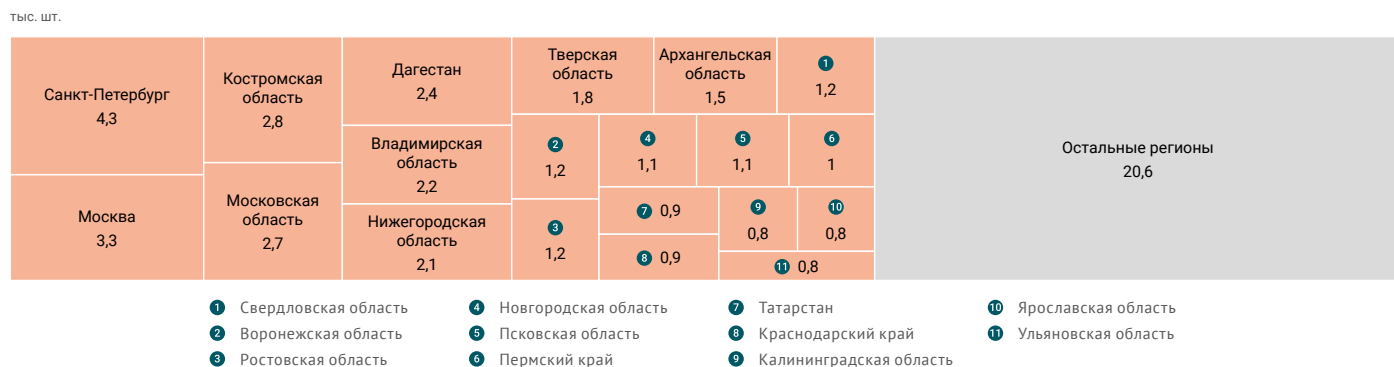 тыс. шт.
Санкт-Петербург
4,3
Москва
3,3
Костромская
область
2,8
Московская
область
2,7
Дагестан
2,4
Владимирская
область
2,2
Нижегородская
область
2,1
Тверская
область
1,8
Архангельская
область
1,5
1
1,2
2
1,2
3
1,2
4
1,1
5
1,1
6
1
7 0,9
8 0,9
9
0,8
10
0,8
11 0,8
Остальные регионы
20,6
1 Свердловская область
2 Воронежская область
3 Ростовская область
4 Новгородская область
5 Псковская область
6 Пермский край
7 Татарстан
8 Краснодарский край
9 Калининградская область
10 Ярославская область
11 Ульяновская область